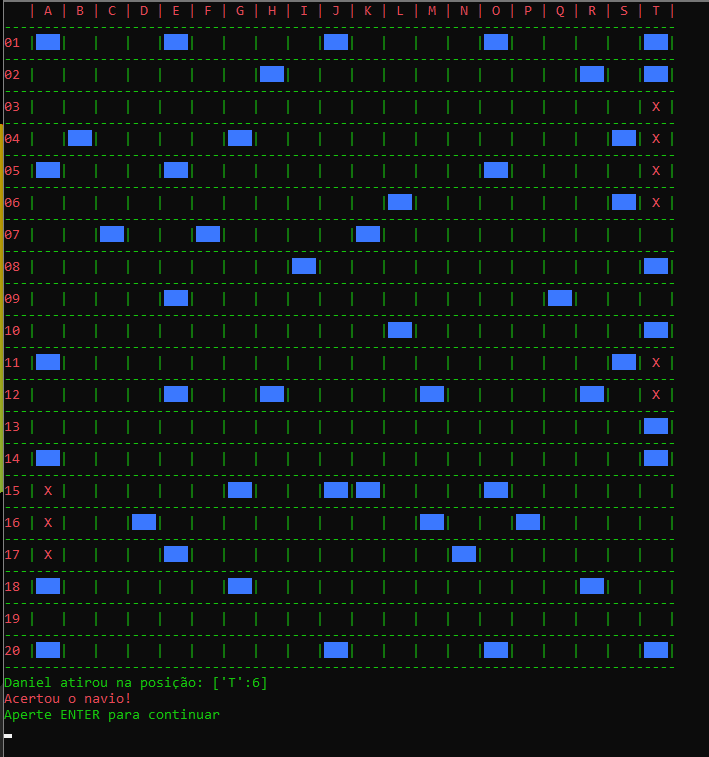 | A | B | C | D | E | F | G | H | I | J | K | L | M | N | O | P | Q | R | S | T |
01
02
03 X
04 X
05 X
06 X
07
08
09
10
11 X
12 X
13
14
15 X
16 X
17 X
18
19
20
Daniel atirou na posição: ['T':6]
Acertou o navio!
Aperte ENTER para continuar